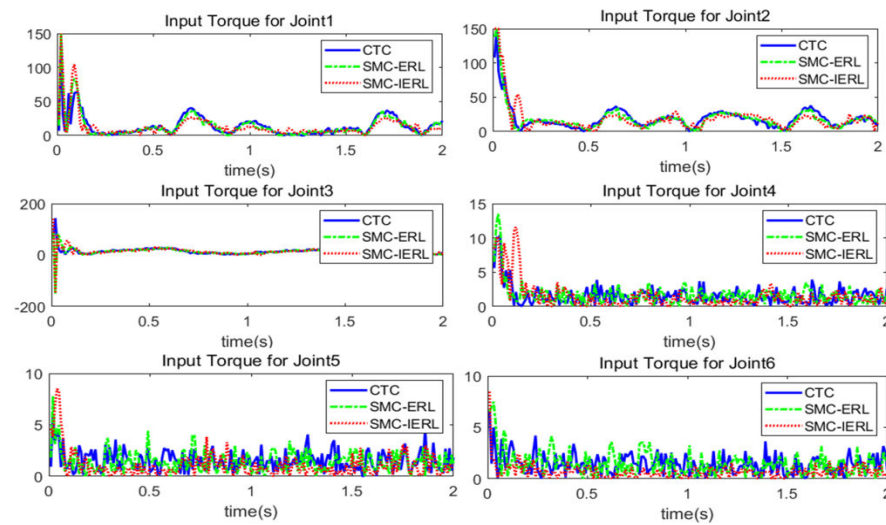 Input Torque for Joint1
150
100
50
0
CTC
SMC-ERL
SMC-IERL
0 0.5 1 1.5 2
time(s)
Input Torque for Joint2
150
100
50
0
CTC
SMC-ERL
SMC-IERL
0 0.5 1 1.5 2
time(s)
Input Torque for Joint3
200
0
-200
CTC
SMC-ERL
SMC-IERL
0 0.5 1 1.5 2
time(s)
Input Torque for Joint4
15
10
5
0
CTC
SMC-ERL
SMC-IERL
0 0.5 1 1.5 2
time(s)
Input Torque for Joint5
10
5
0
CTC
SMC-ERL
SMC-IERL
0 0.5 1 1.5 2
time(s)
Input Torque for Joint6
10
5
0
CTC
SMC-ERL
SMC-IERL
0 0.5 1 1.5 2
time(s)